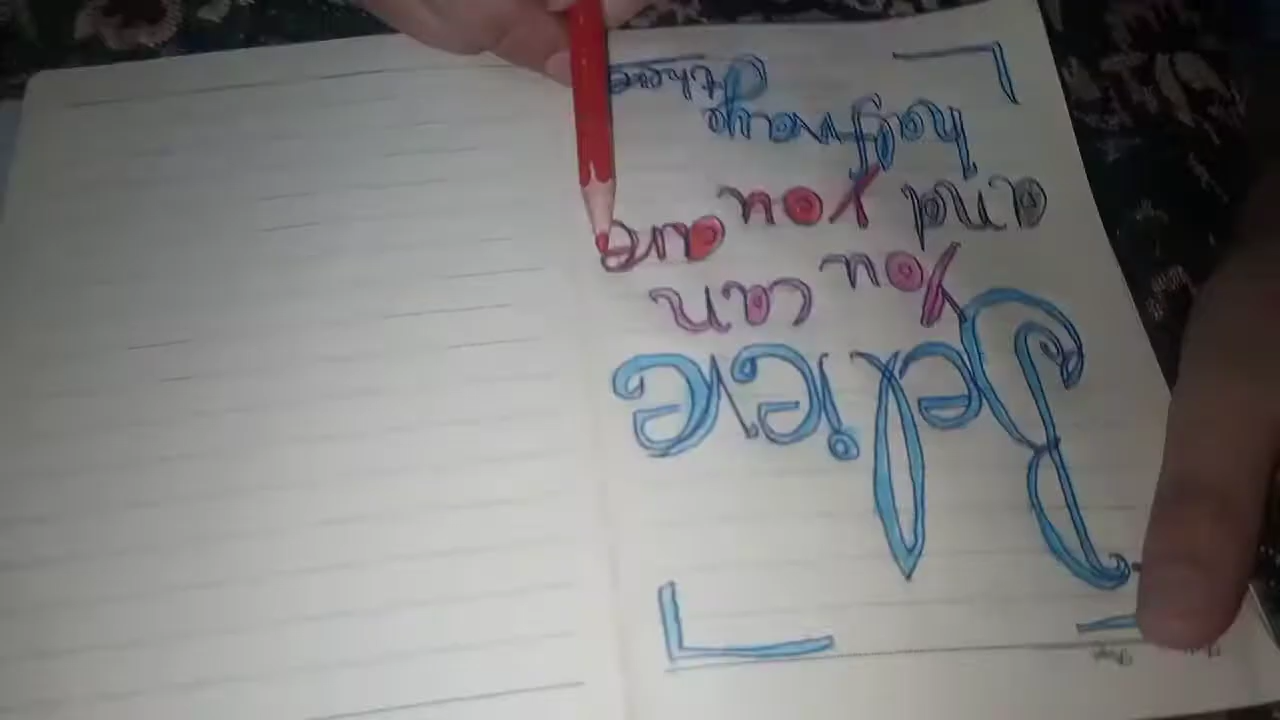 Believe
You can
and You are
halfway
there